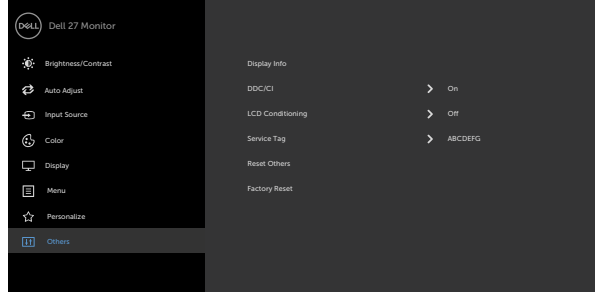 DELL Dell 27 Monitor
Brightness/Contrast
Auto Adjust
Input Source
Color
Display
Menu
Personalize
Others
Display Info
DDC/CI On
LCD Conditioning Off
Service Tag ABCDEFG
Reset Others
Factory Reset